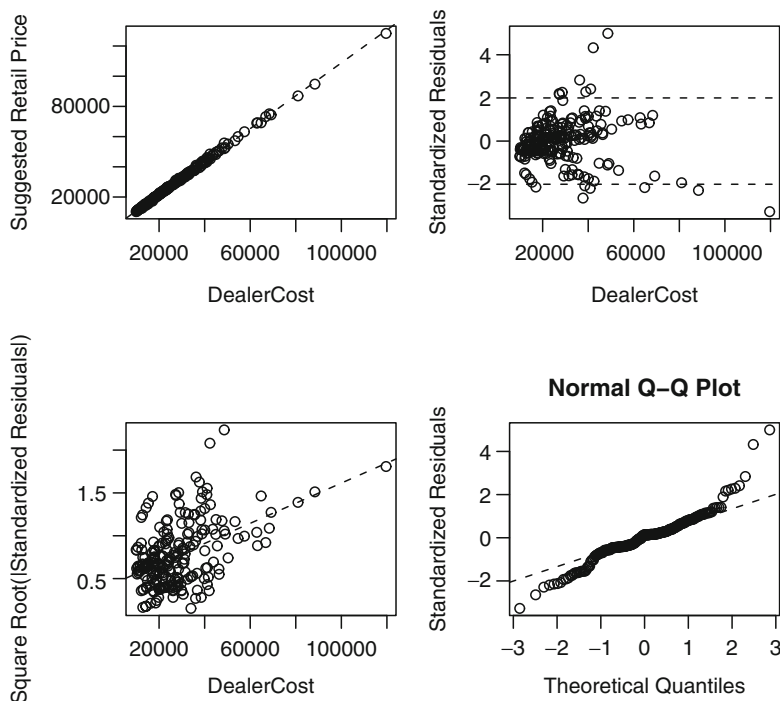 Suggested Retail Price
80000
20000
20000 60000 100000
DealerCost
Standardized Residuals
4
2
0
−2
20000 60000 100000
DealerCost
Square Root(|Standardized Residuals|)
1.5
0.5
20000 60000 100000
DealerCost
Normal Q−Q Plot
Standardized Residuals
4
2
0
−2
−3 −2 −1 0 1 2 3
Theoretical Quantiles